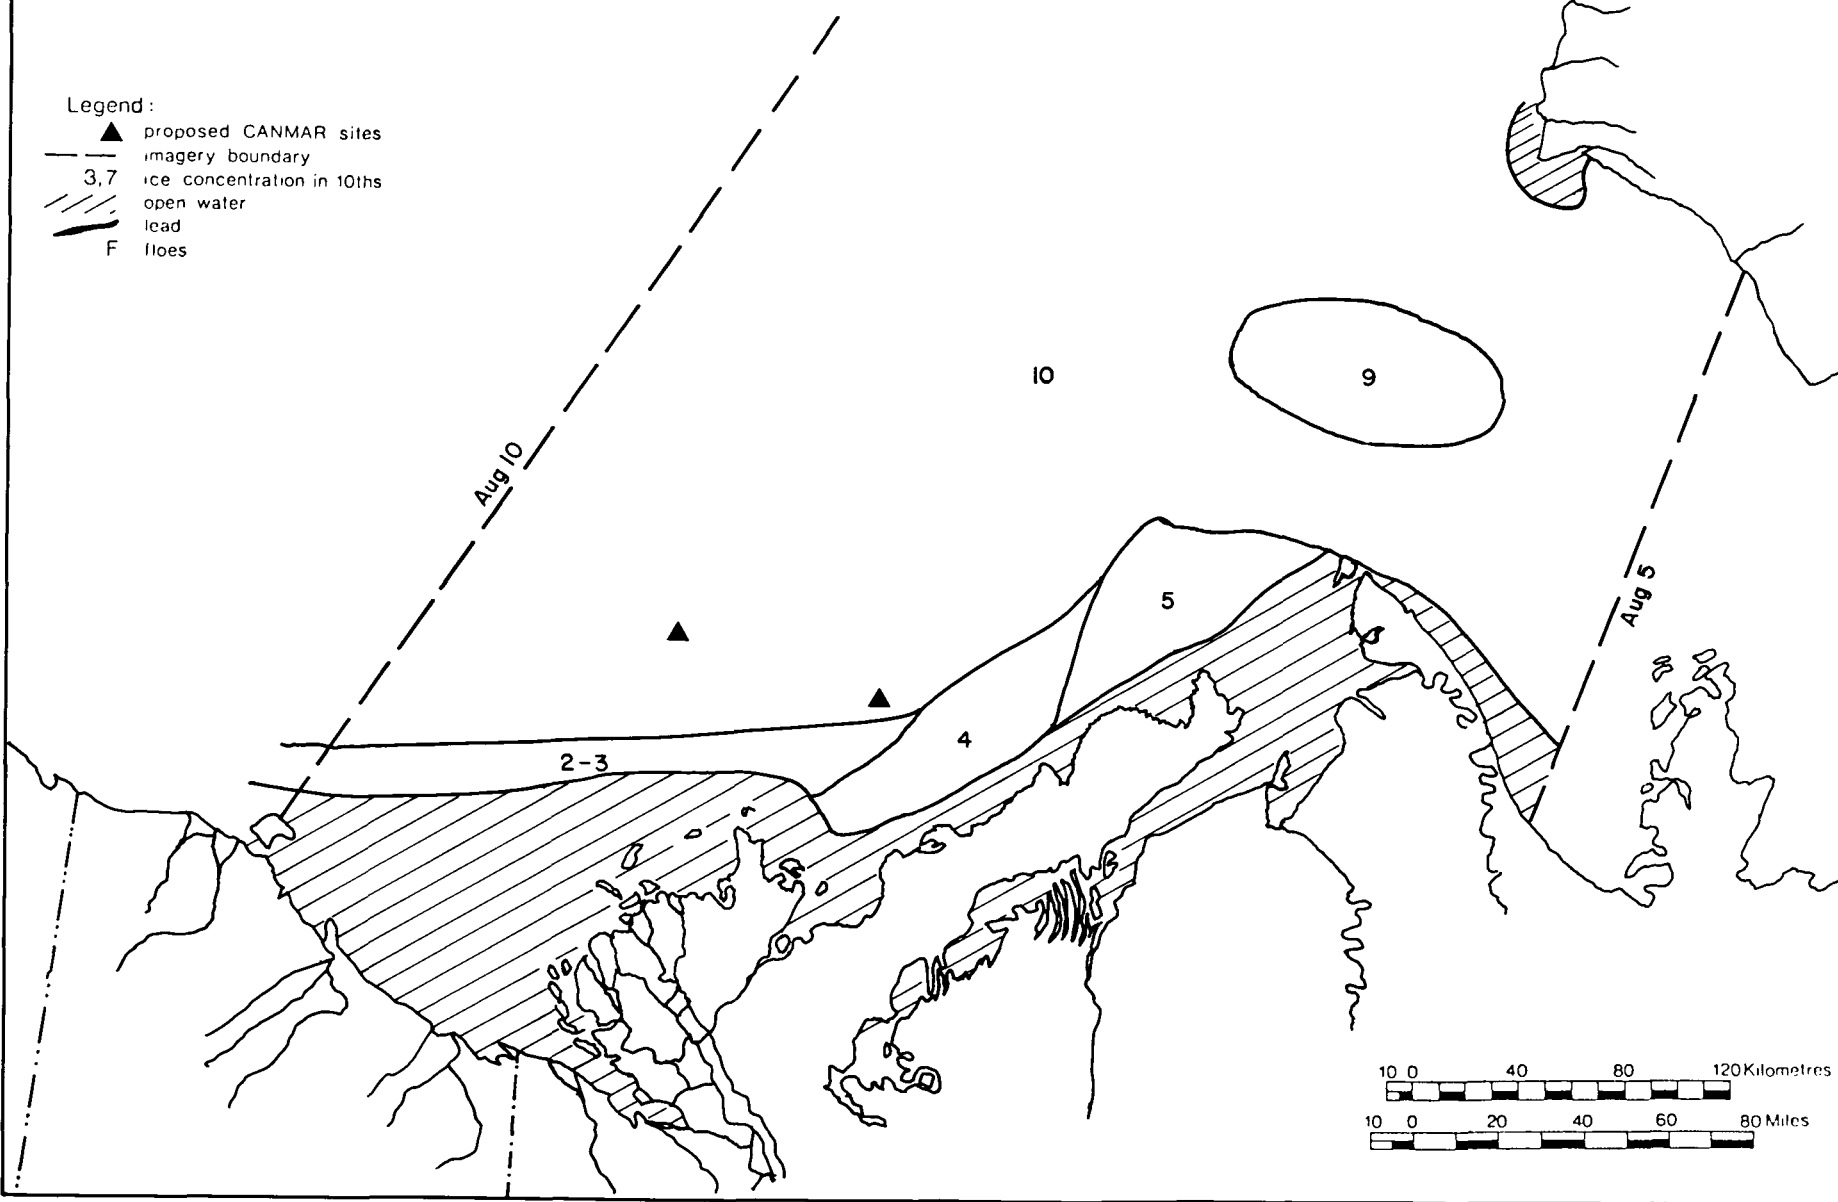 Legend :
proposed CANMAR sites
imagery boundary
3,7 ice concentration in 10ths
open water
lead
F floes
10
9
Aug 10
5
Aug 5
4
2-3
10 0 40 80 120 Kilometres
10 0 20 40 60 80 Miles